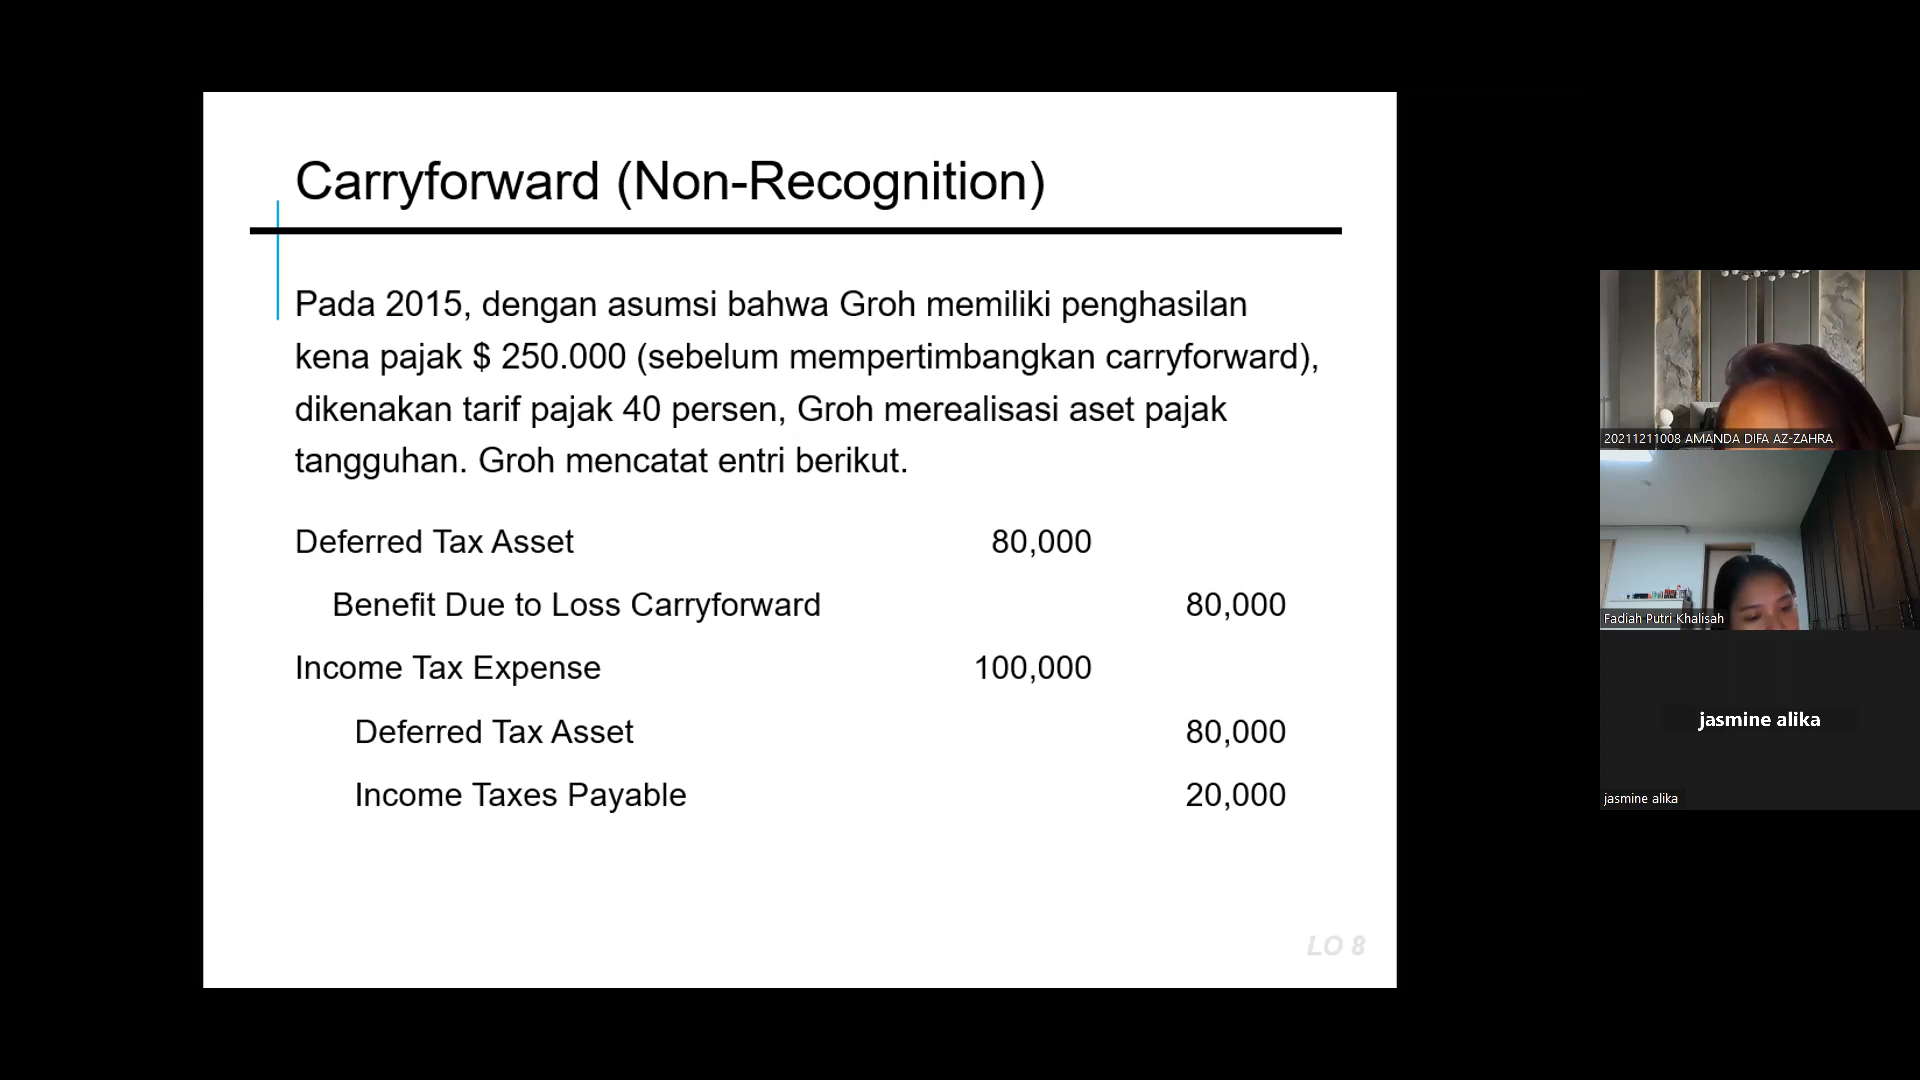 Carryforward (Non-Recognition)
Pada 2015, dengan asumsi bahwa Groh memiliki penghasilan
kena pajak $ 250.000 (sebelum mempertimbangkan carryforward),
dikenakan tarif pajak 40 persen, Groh merealisasi aset pajak
tangguhan. Groh mencatat entri berikut.
Deferred Tax Asset 80,000
Benefit Due to Loss Carryforward 80,000
Income Tax Expense 100,000
Deferred Tax Asset 80,000
Income Taxes Payable 20,000
LO 8
20211211008 AMANDA DIFA AZ-ZAHRA
Fadiah Putri Khalisah
jasmine alika
jasmine alika